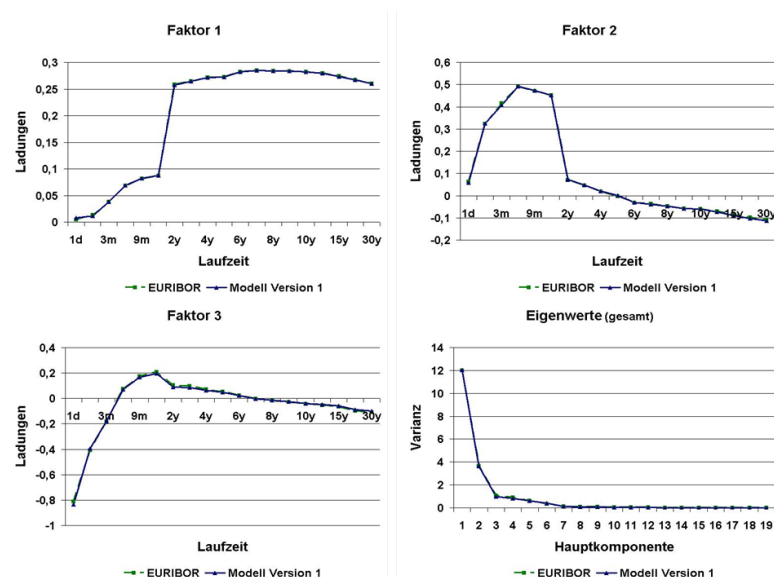 Faktor 1
0,3
0,25
0,2
0,15
0,1
0,05
0
Ladungen
1d 3m 9m 2y 4y 6y 8y 10y 15y 30y
Laufzeit
EURIBOR Modell Version 1
Faktor 2
0,6
0,5
0,4
0,3
0,2
0,1
0
-0,1
-0,2
Ladungen
1d 3m 9m 2y 4y 6y 8y 10y 15y 30y
Laufzeit
EURIBOR Modell Version 1
Faktor 3
0,4
0,2
0
-0,2
-0,4
-0,6
-0,8
-1
Ladungen
1d 3m 9m 2y 4y 6y 8y 10y 15y 30y
Laufzeit
EURIBOR Modell Version 1
Eigenwerte (gesamt)
14
12
10
8
6
4
2
0
Varianz
1 2 3 4 5 6 7 8 9 10 11 12 13 14 15 16 17 18 19
Hauptkomponente
EURIBOR Modell Version 1